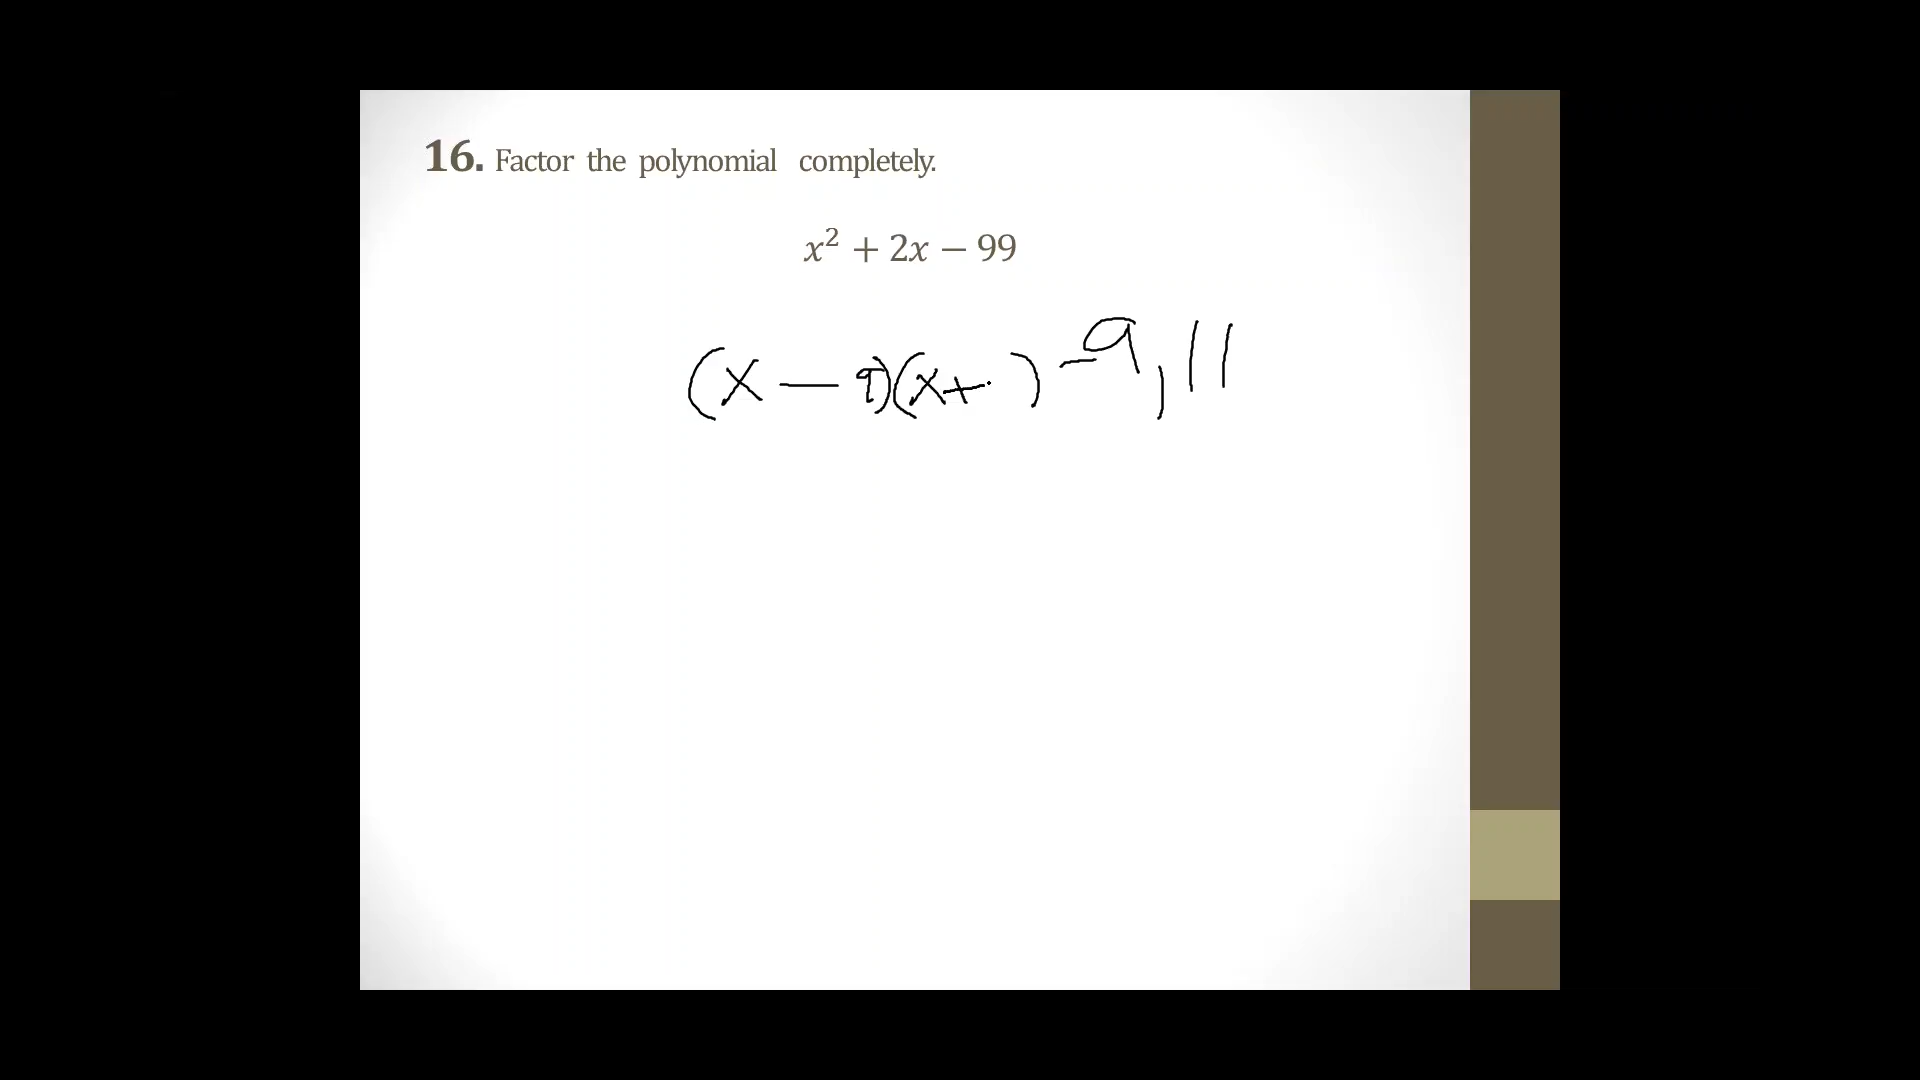 16. Factor the polynomial completely.
x² + 2x − 99
(x − 9)(x+ ) -9,11